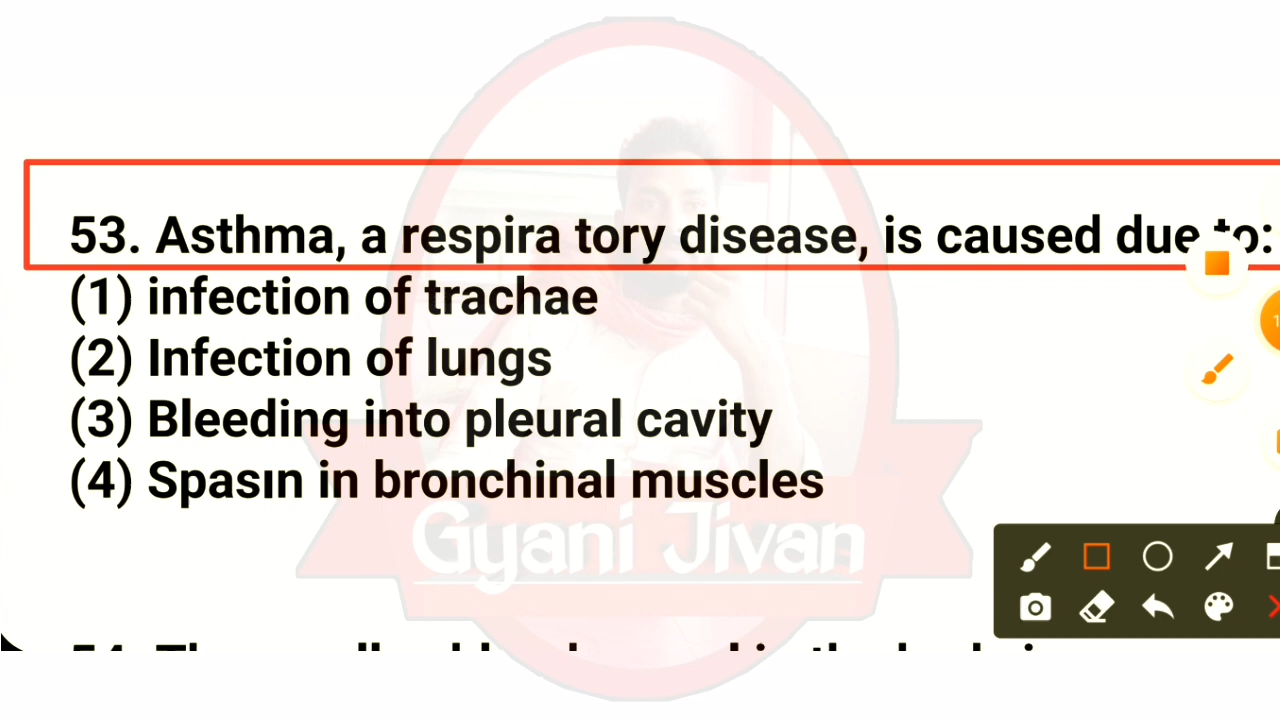 53. Asthma, a respira tory disease, is caused due to:
(1) infection of trachae
(2) Infection of lungs
(3) Bleeding into pleural cavity
(4) Spasın in bronchinal muscles
Gyani Jivan